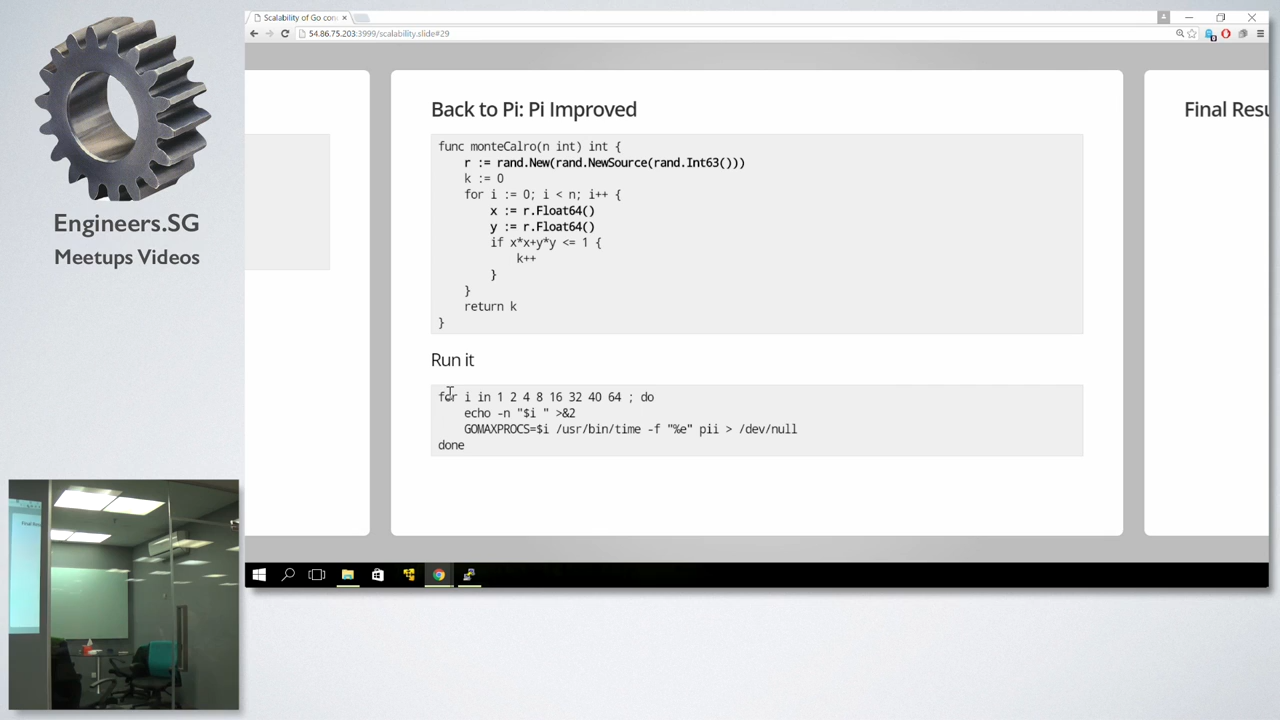 Scalability of Go con
54.86.75.203:3999/scalability.slide#29
Engineers.SG
Meetups Videos
Back to Pi: Pi Improved
func monteCalro(n int) int {
r := rand.New(rand.NewSource(rand.Int63()))
k := 0
for i := 0; i < n; i++ {
x := r.Float64()
y := r.Float64()
if x*x+y*y <= 1 {
k++
}
}
return k
}
Run it
for i in 1 2 4 8 16 32 40 64 ; do
echo -n "$i " >&2
GOMAXPROCS=$i /usr/bin/time -f "%e" pii > /dev/null
done
Final Resu
Final Resu